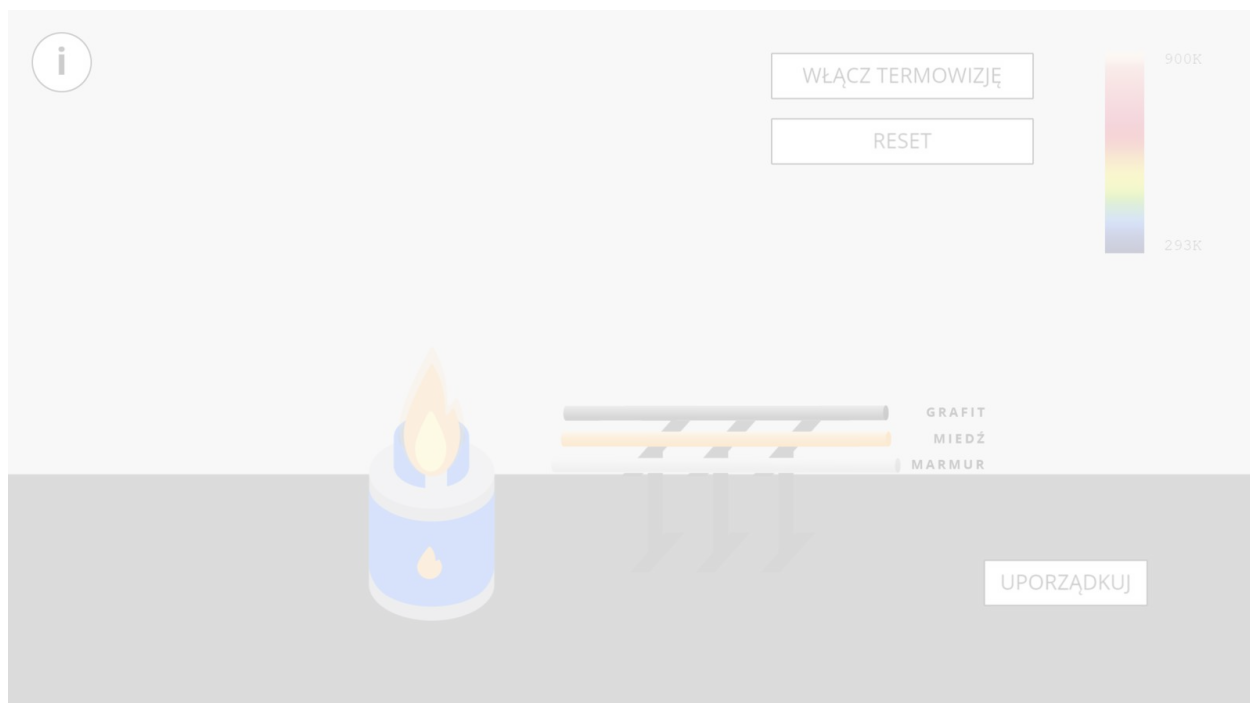 i
WŁĄCZ TERMOWIZJĘ
900K
RESET
293K
GRAFIT
MIEDŹ
MARMUR
UPORZĄDKUJ